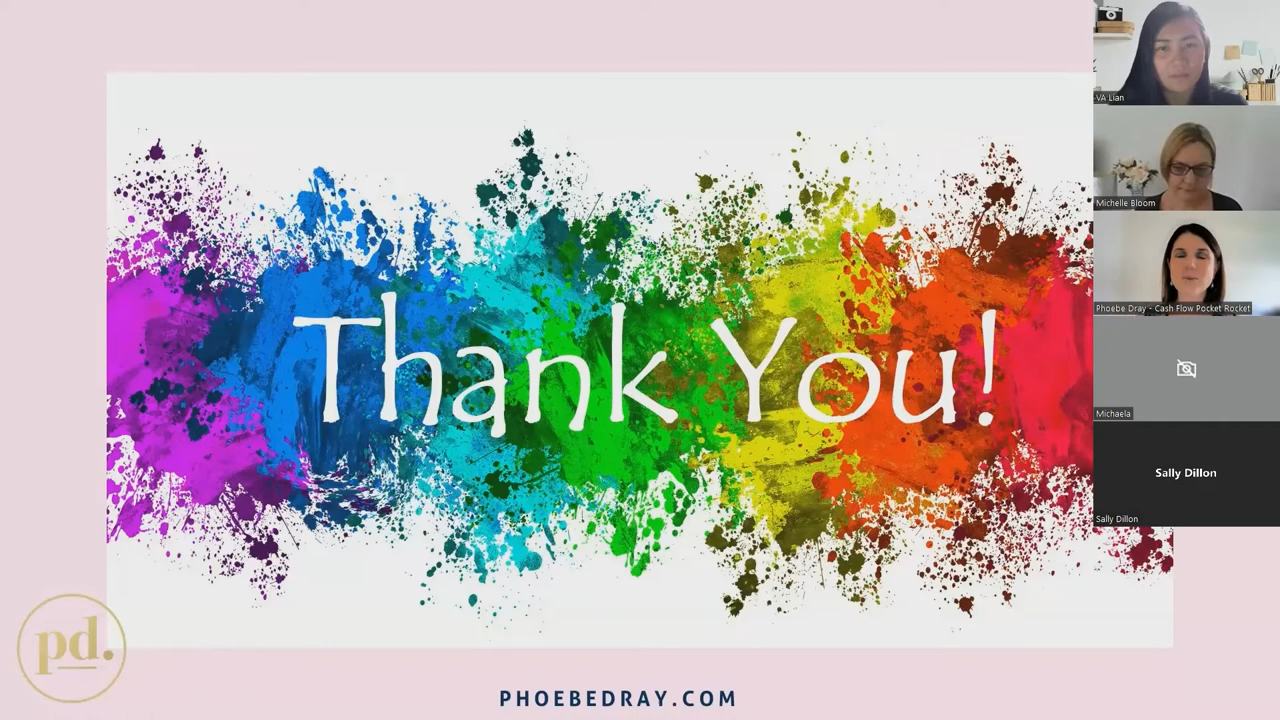 Thank You!
pd.
PHOEBEDRAY.COM
VA Lian
Michelle Bloom
Phoebe Dray - Cash Flow Pocket Rocket
Michaela
Sally Dillon
Sally Dillon